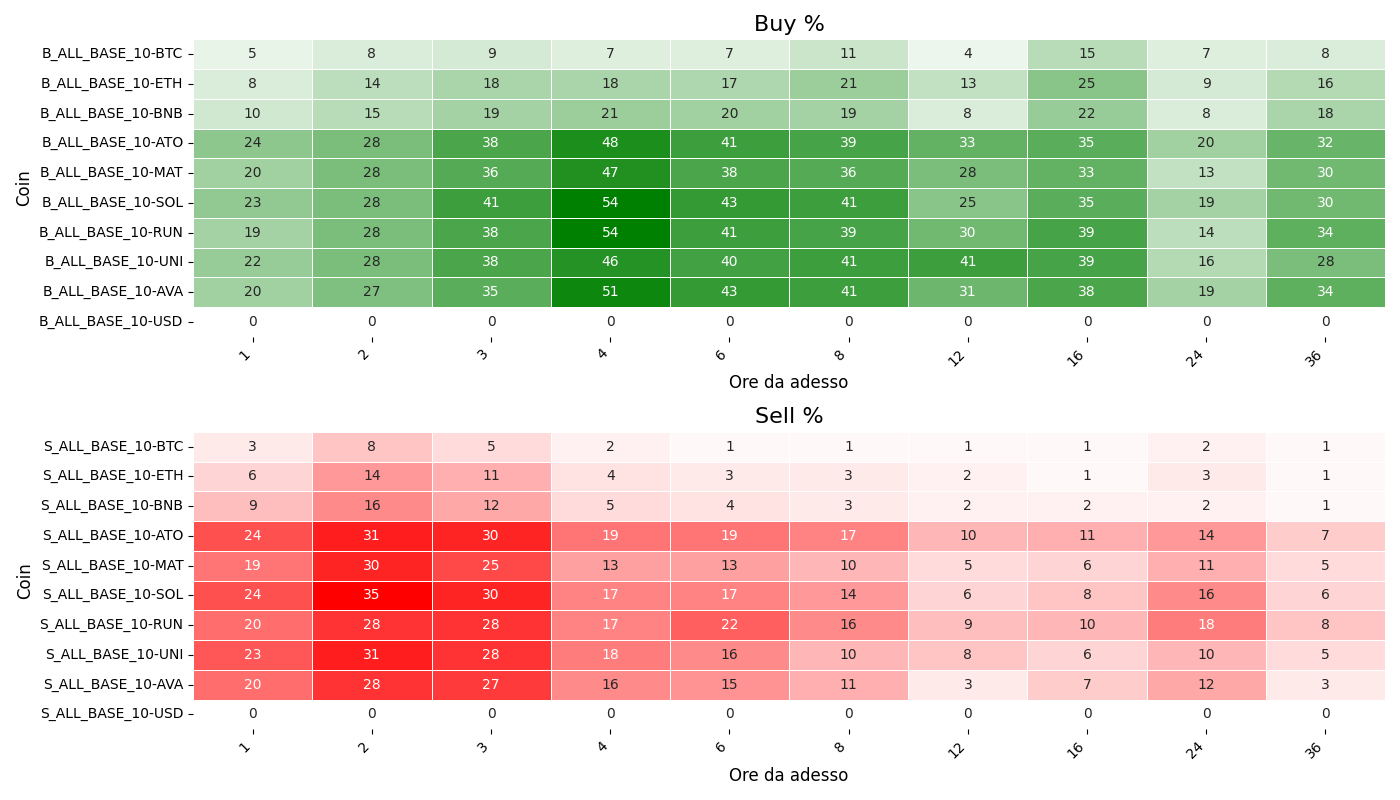 Buy %
Coin
B_ALL_BASE_10-BTC 5 8 9 7 7 11 4 15 7 8
B_ALL_BASE_10-ETH 8 14 18 18 17 21 13 25 9 16
B_ALL_BASE_10-BNB 10 15 19 21 20 19 8 22 8 18
B_ALL_BASE_10-ATO 24 28 38 48 41 39 33 35 20 32
B_ALL_BASE_10-MAT 20 28 36 47 38 36 28 33 13 30
B_ALL_BASE_10-SOL 23 28 41 54 43 41 25 35 19 30
B_ALL_BASE_10-RUN 19 28 38 54 41 39 30 39 14 34
B_ALL_BASE_10-UNI 22 28 38 46 40 41 41 39 16 28
B_ALL_BASE_10-AVA 20 27 35 51 43 41 31 38 19 34
B_ALL_BASE_10-USD 0 0 0 0 0 0 0 0 0 0
1 2 3 4 6 8 12 16 24 36
Ore da adesso
Sell %
Coin
S_ALL_BASE_10-BTC 3 8 5 2 1 1 1 1 2 1
S_ALL_BASE_10-ETH 6 14 11 4 3 3 2 1 3 1
S_ALL_BASE_10-BNB 9 16 12 5 4 3 2 2 2 1
S_ALL_BASE_10-ATO 24 31 30 19 19 17 10 11 14 7
S_ALL_BASE_10-MAT 19 30 25 13 13 10 5 6 11 5
S_ALL_BASE_10-SOL 24 35 30 17 17 14 6 8 16 6
S_ALL_BASE_10-RUN 20 28 28 17 22 16 9 10 18 8
S_ALL_BASE_10-UNI 23 31 28 18 16 10 8 6 10 5
S_ALL_BASE_10-AVA 20 28 27 16 15 11 3 7 12 3
S_ALL_BASE_10-USD 0 0 0 0 0 0 0 0 0 0
1 2 3 4 6 8 12 16 24 36
Ore da adesso